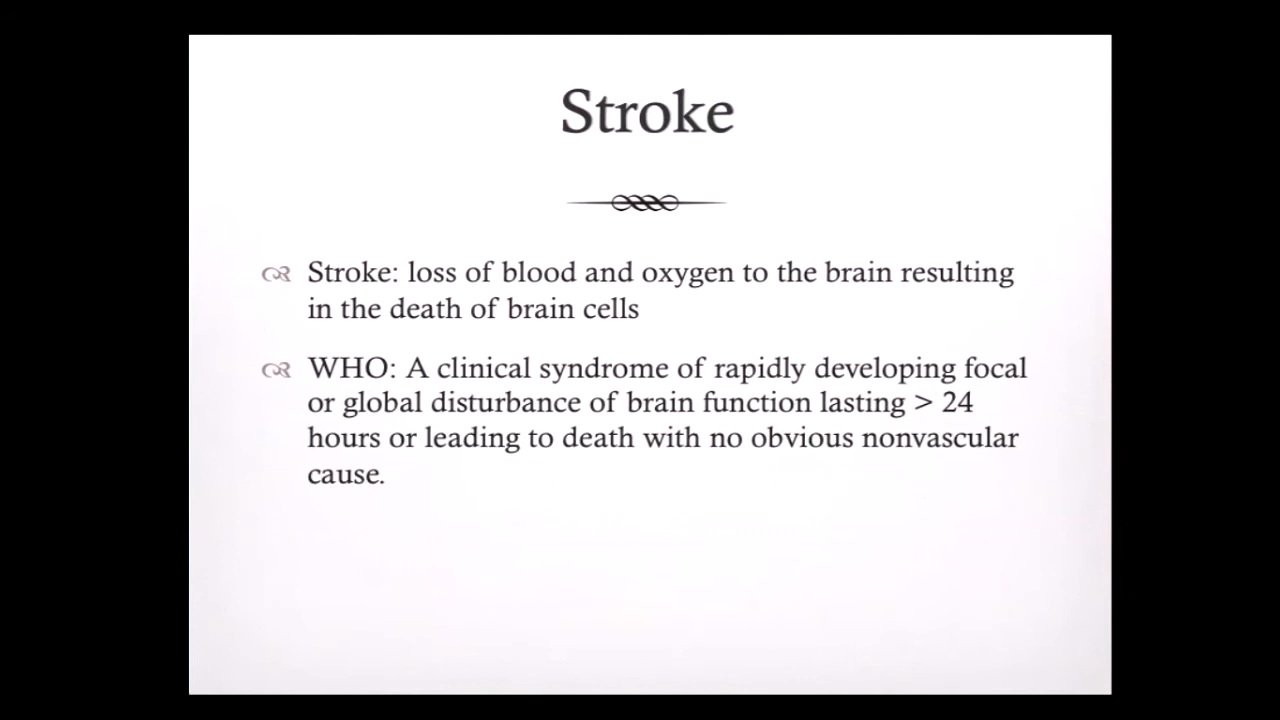 Stroke
Stroke: loss of blood and oxygen to the brain resulting
in the death of brain cells
WHO: A clinical syndrome of rapidly developing focal
or global disturbance of brain function lasting > 24
hours or leading to death with no obvious nonvascular
cause.